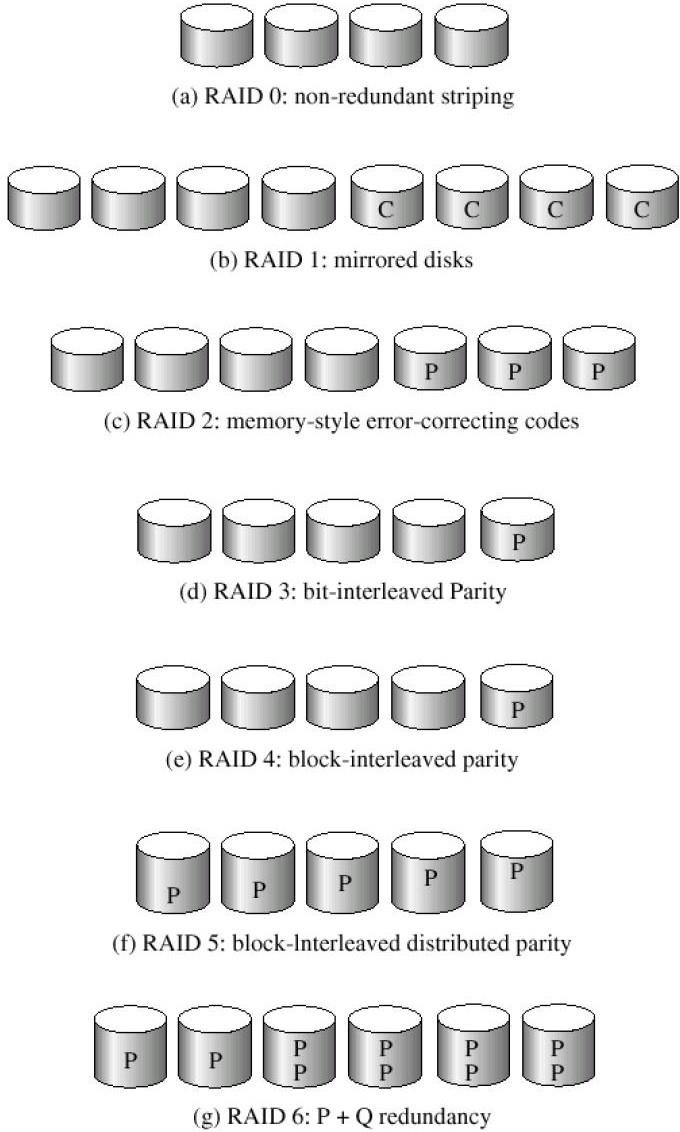 (a) RAID 0: non-redundant striping
C C C C
(b) RAID 1: mirrored disks
P P P
(c) RAID 2: memory-style error-correcting codes
P
(d) RAID 3: bit-interleaved Parity
P
(e) RAID 4: block-interleaved parity
P P P P P
(f) RAID 5: block-Interleaved distributed parity
P P P P P P
P P P P
(g) RAID 6: P + Q redundancy